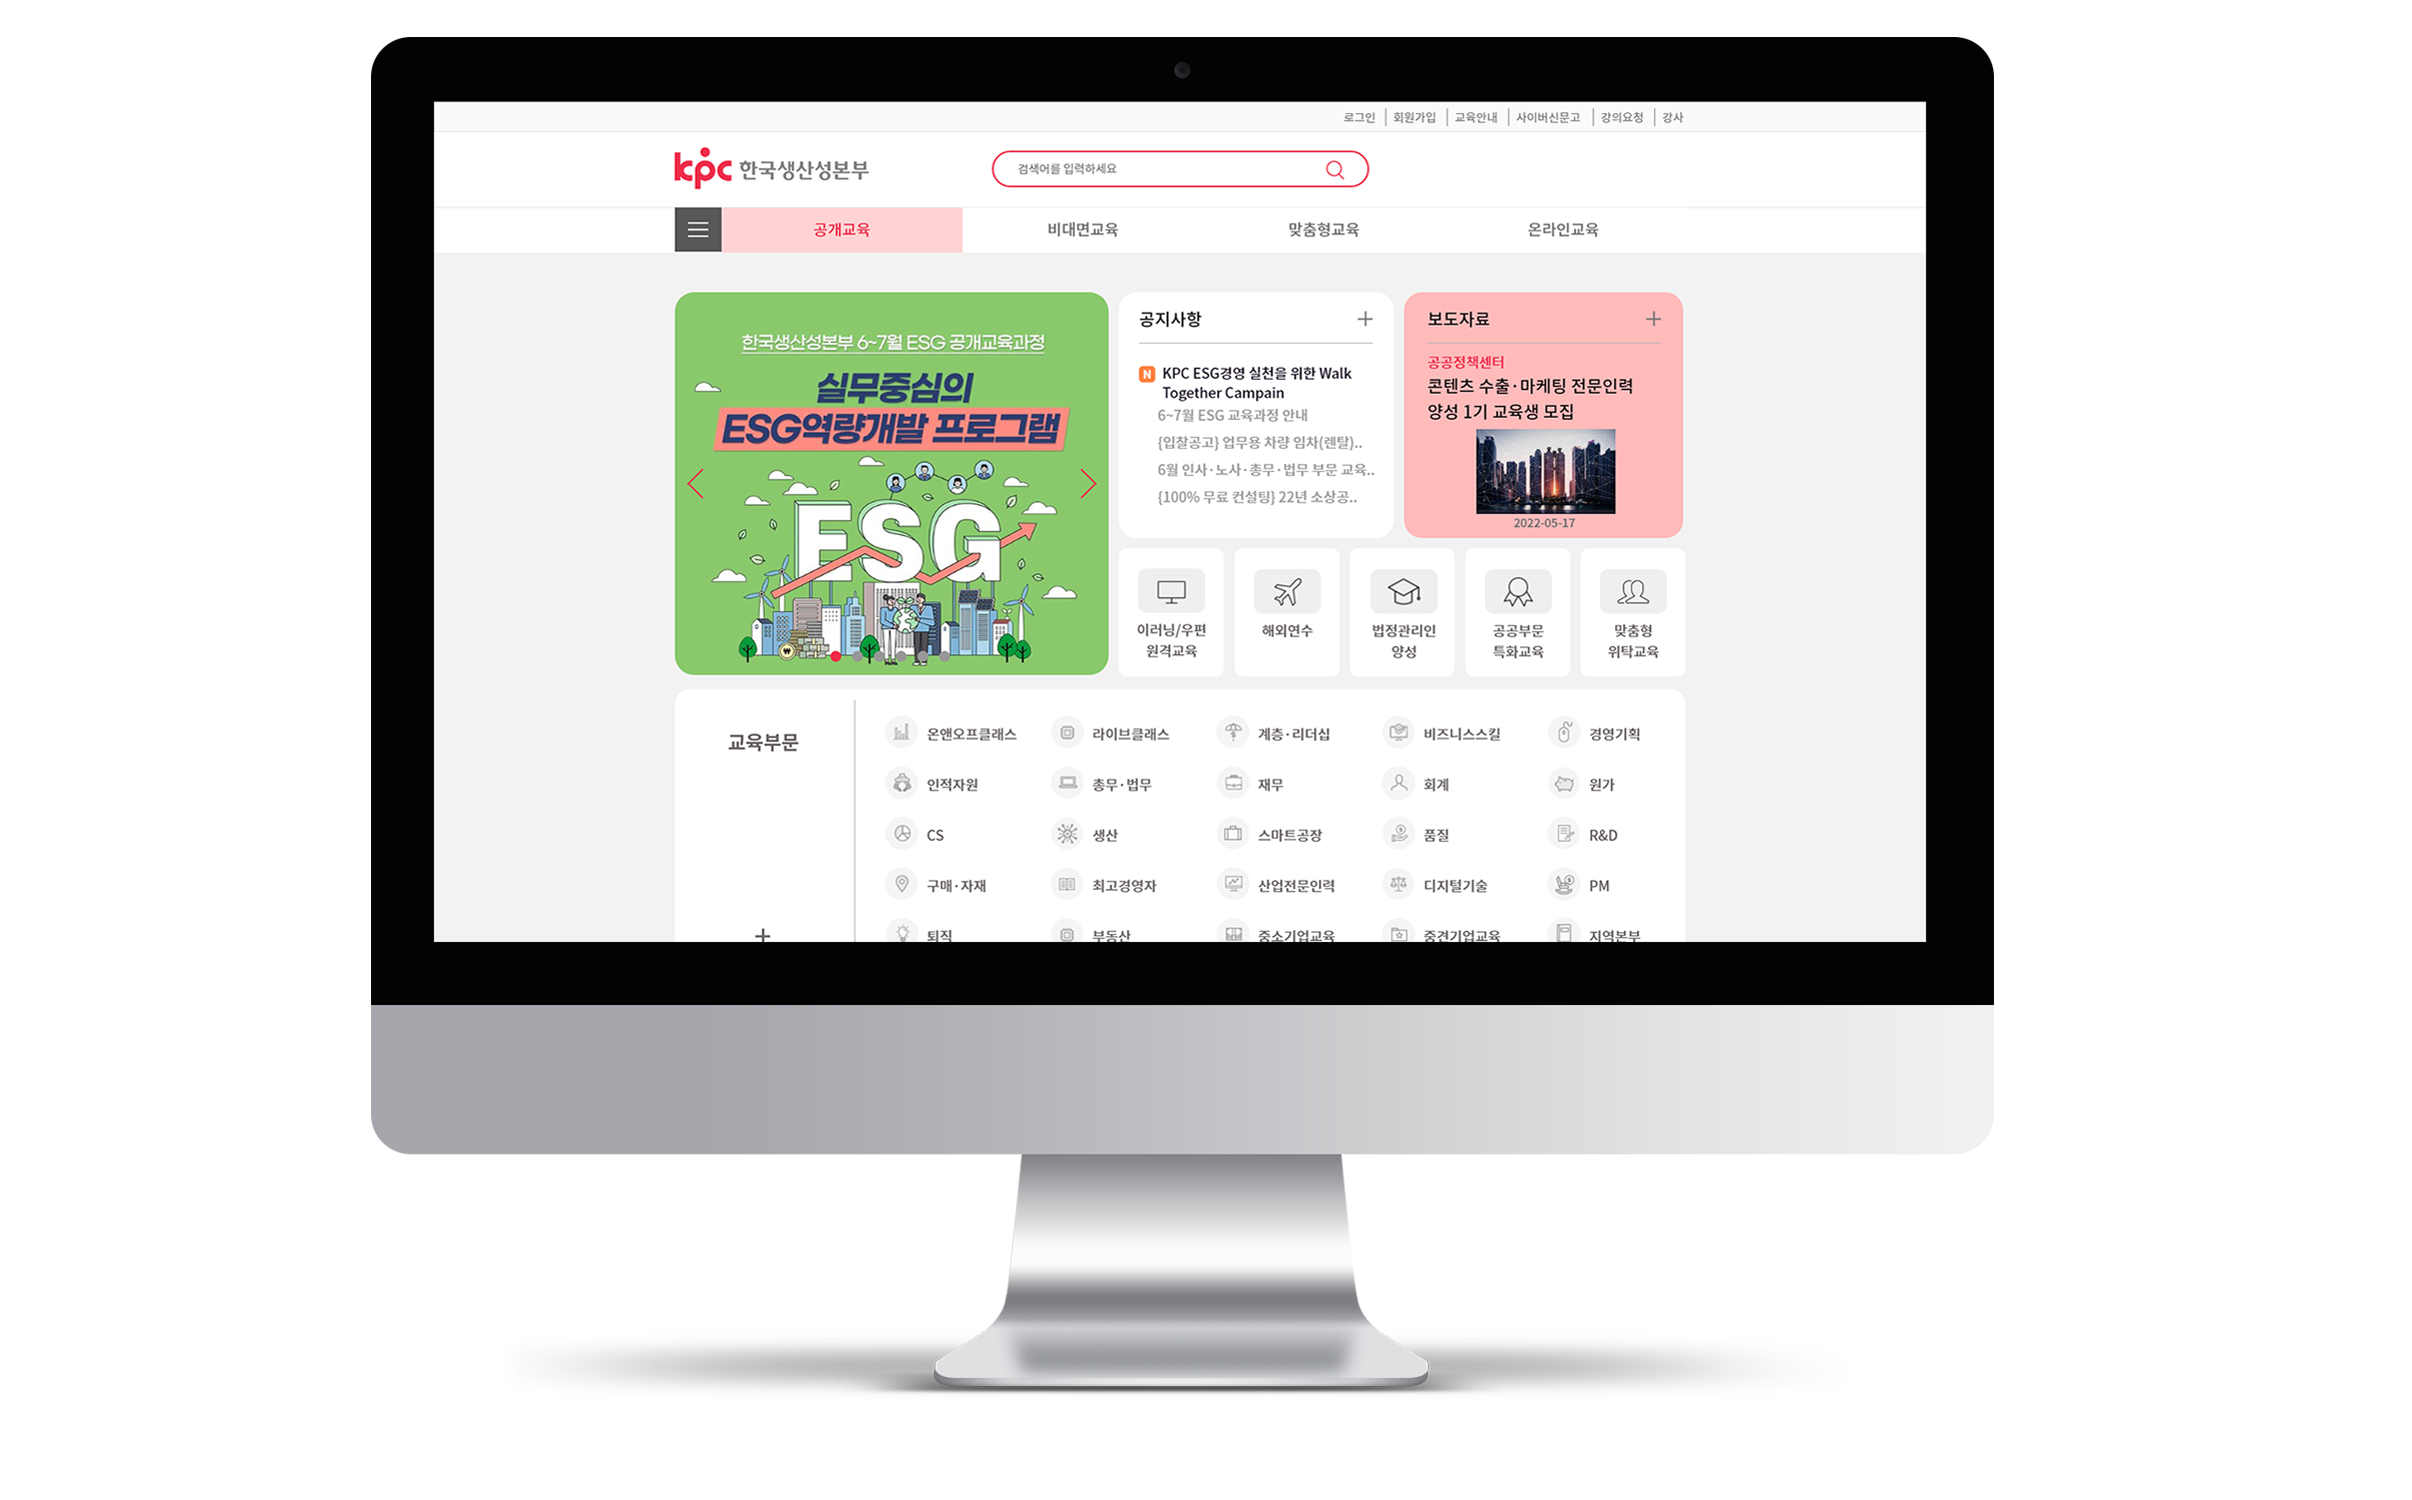 로그인 | 회원가입 | 교육안내 | 사이버신문고 | 강의요청 | 강사
kpc 한국생산성본부
검색어를 입력하세요
공개교육 비대면교육 맞춤형교육 온라인교육
한국생산성본부 6~7월 ESG 공개교육과정
실무중심의
ESG역량개발 프로그램
ESG
공지사항
N KPC ESG경영 실천을 위한 Walk
Together Campain
6~7월 ESG 교육과정 안내
{입찰공고} 업무용 차량 임차(렌탈)..
6월 인사·노사·총무·법무 부문 교육..
{100% 무료 컨설팅} 22년 소상공..
보도자료
공공정책센터
콘텐츠 수출·마케팅 전문인력
양성 1기 교육생 모집
2022-05-17
이러닝/우편
원격교육
해외연수
법정관리인
양성
공공부문
특화교육
맞춤형
위탁교육
교육부문
온앤오프클래스 라이브클래스 계층·리더십 비즈니스스킬 경영기획
인적자원 총무·법무 재무 회계 원가
CS 생산 스마트공장 품질 R&D
구매·자재 최고경영자 산업전문인력 디지털기술 PM
퇴직 부동산 중소기업교육 중견기업교육 지역본부